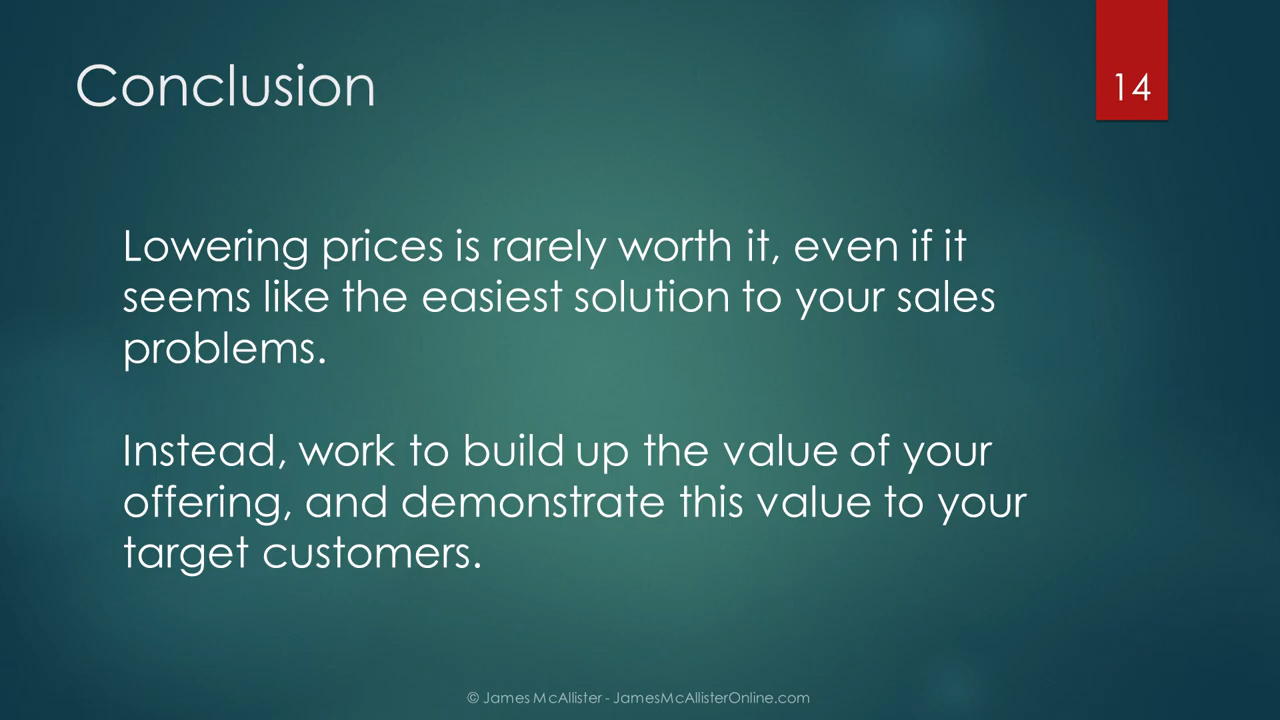 Conclusion
14
Lowering prices is rarely worth it, even if it
seems like the easiest solution to your sales
problems.
Instead, work to build up the value of your
offering, and demonstrate this value to your
target customers.
© James McAllister - JamesMcAllisterOnline.com